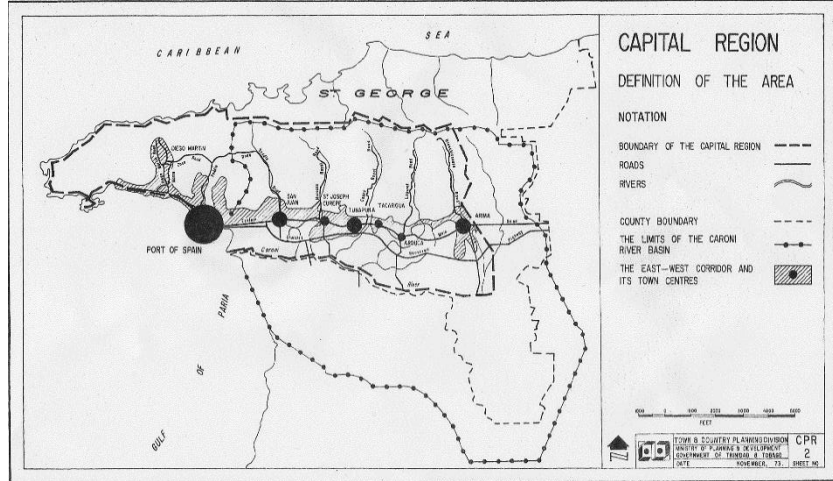 CARIBBEAN SEA
ST. GEORGE
DIEGO MARTIN
SAN
JUAN
ST JOSEPH
CUREPE
TUNAPUNA
TACARIGUA
AROUCA
ARIMA
PORT OF SPAIN
Caroni
River
GULF OF PARIA
CAPITAL REGION
DEFINITION OF THE AREA
NOTATION
BOUNDARY OF THE CAPITAL REGION
ROADS
RIVERS
COUNTY BOUNDARY
THE LIMITS OF THE CARONI
RIVER BASIN
THE EAST-WEST CORRIDOR AND
ITS TOWN CENTRES
FEET
TOWN & COUNTRY PLANNING DIVISION
MINISTRY OF PLANNING & DEVELOPMENT
GOVERNMENT OF TRINIDAD & TOBAGO
DATE NOVEMBER, 73.
CPR
2
SHEET NO